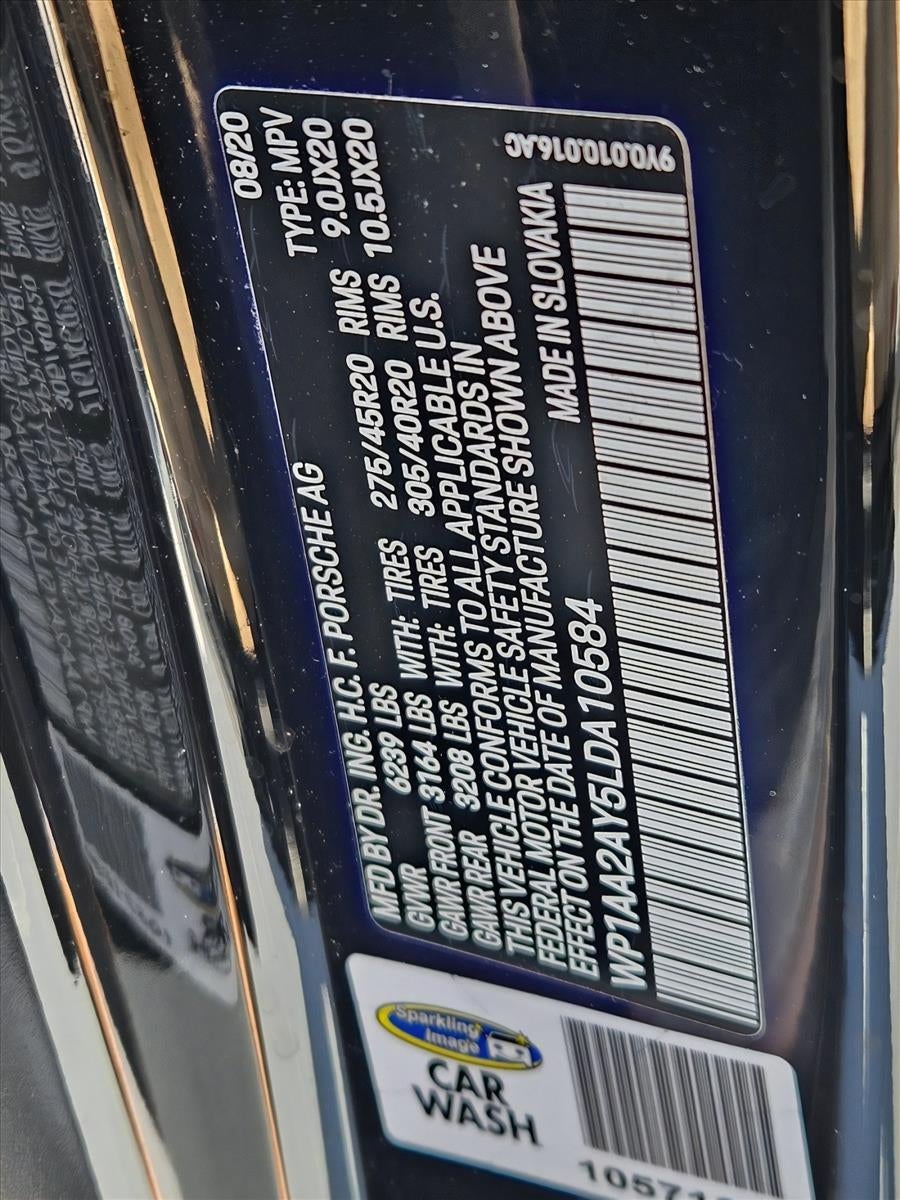 08/20
MFD BY DR. ING. H.C. F. PORSCHE AG TYPE: MPV
GVWR 6239 LBS WITH: TIRES 275/45R20 RIMS 9.0JX20
GAWR FRONT 3164 LBS WITH: TIRES 305/40R20 RIMS 10.5JX20
GAWR REAR 3208 LBS
THIS VEHICLE CONFORMS TO ALL APPLICABLE U.S.
FEDERAL MOTOR VEHICLE SAFETY STANDARDS IN
EFFECT ON THE DATE OF MANUFACTURE SHOWN ABOVE
MADE IN SLOVAKIA
WP1AA2AY5LDA10584
9Y0.010.016.AG
Sparkling
Image
CAR
WASH